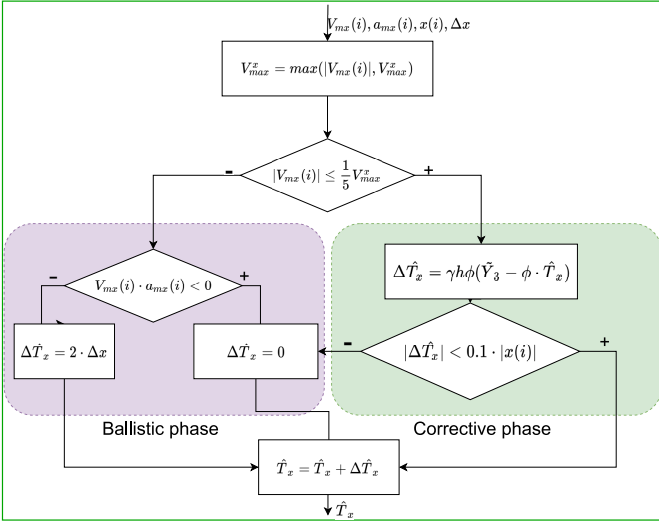 V_{mx}(i), a_{mx}(i), x(i), Δx
V^x_{max} = max(|V_{mx}(i)|, V^x_{max})
|V_{mx}(i)| ≤ \frac{1}{5} V^x_{max}
-
+
V_{mx}(i) · a_{mx}(i) < 0
-
+
ΔT̂_x = γhϕ(Ỹ_3 − ϕ · T̂_x)
ΔT̂_x = 2 · Δx
ΔT̂_x = 0
|ΔT̂_x| < 0.1 · |x(i)|
-
+
Ballistic phase
Corrective phase
T̂_x = T̂_x + ΔT̂_x
T̂_x